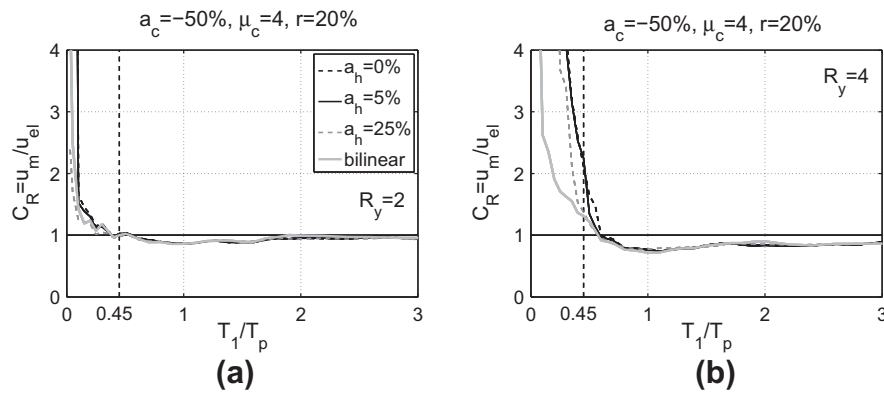 a_c=−50%, μ_c=4, r=20%
4
3
2
1
0
C_R=u_m/u_el
a_h=0%
a_h=5%
a_h=25%
bilinear
R_y=2
0
0.45
1
2
3
T_1/T_p
(a)
a_c=−50%, μ_c=4, r=20%
4
3
2
1
0
C_R=u_m/u_el
R_y=4
0
0.45
1
2
3
T_1/T_p
(b)